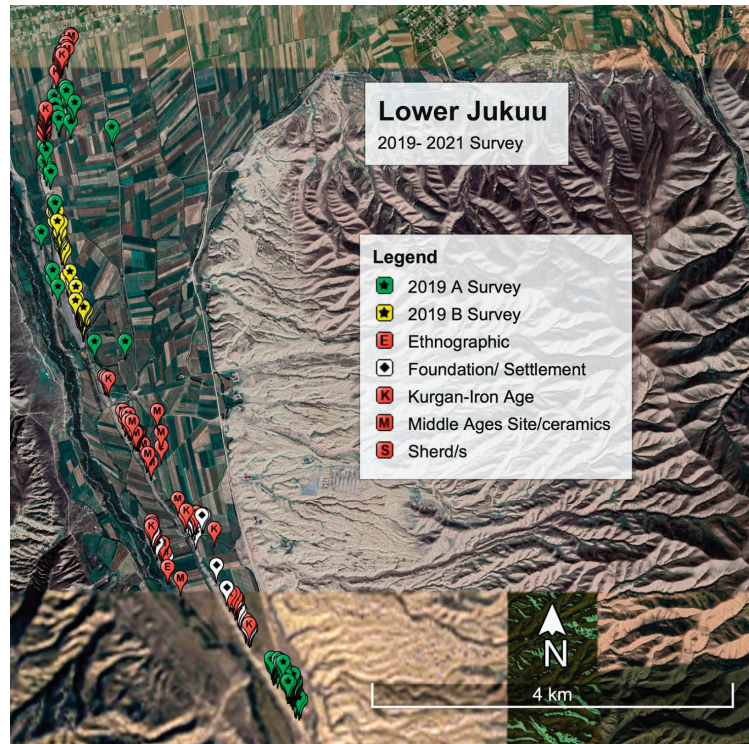 Lower Jukuu
2019- 2021 Survey
Legend
2019 A Survey
2019 B Survey
E Ethnographic
Foundation/ Settlement
K Kurgan-Iron Age
M Middle Ages Site/ceramics
S Sherd/s
K
K
K
M
M
M
M
M
M
K
K
K
E
M
K
N
4 km